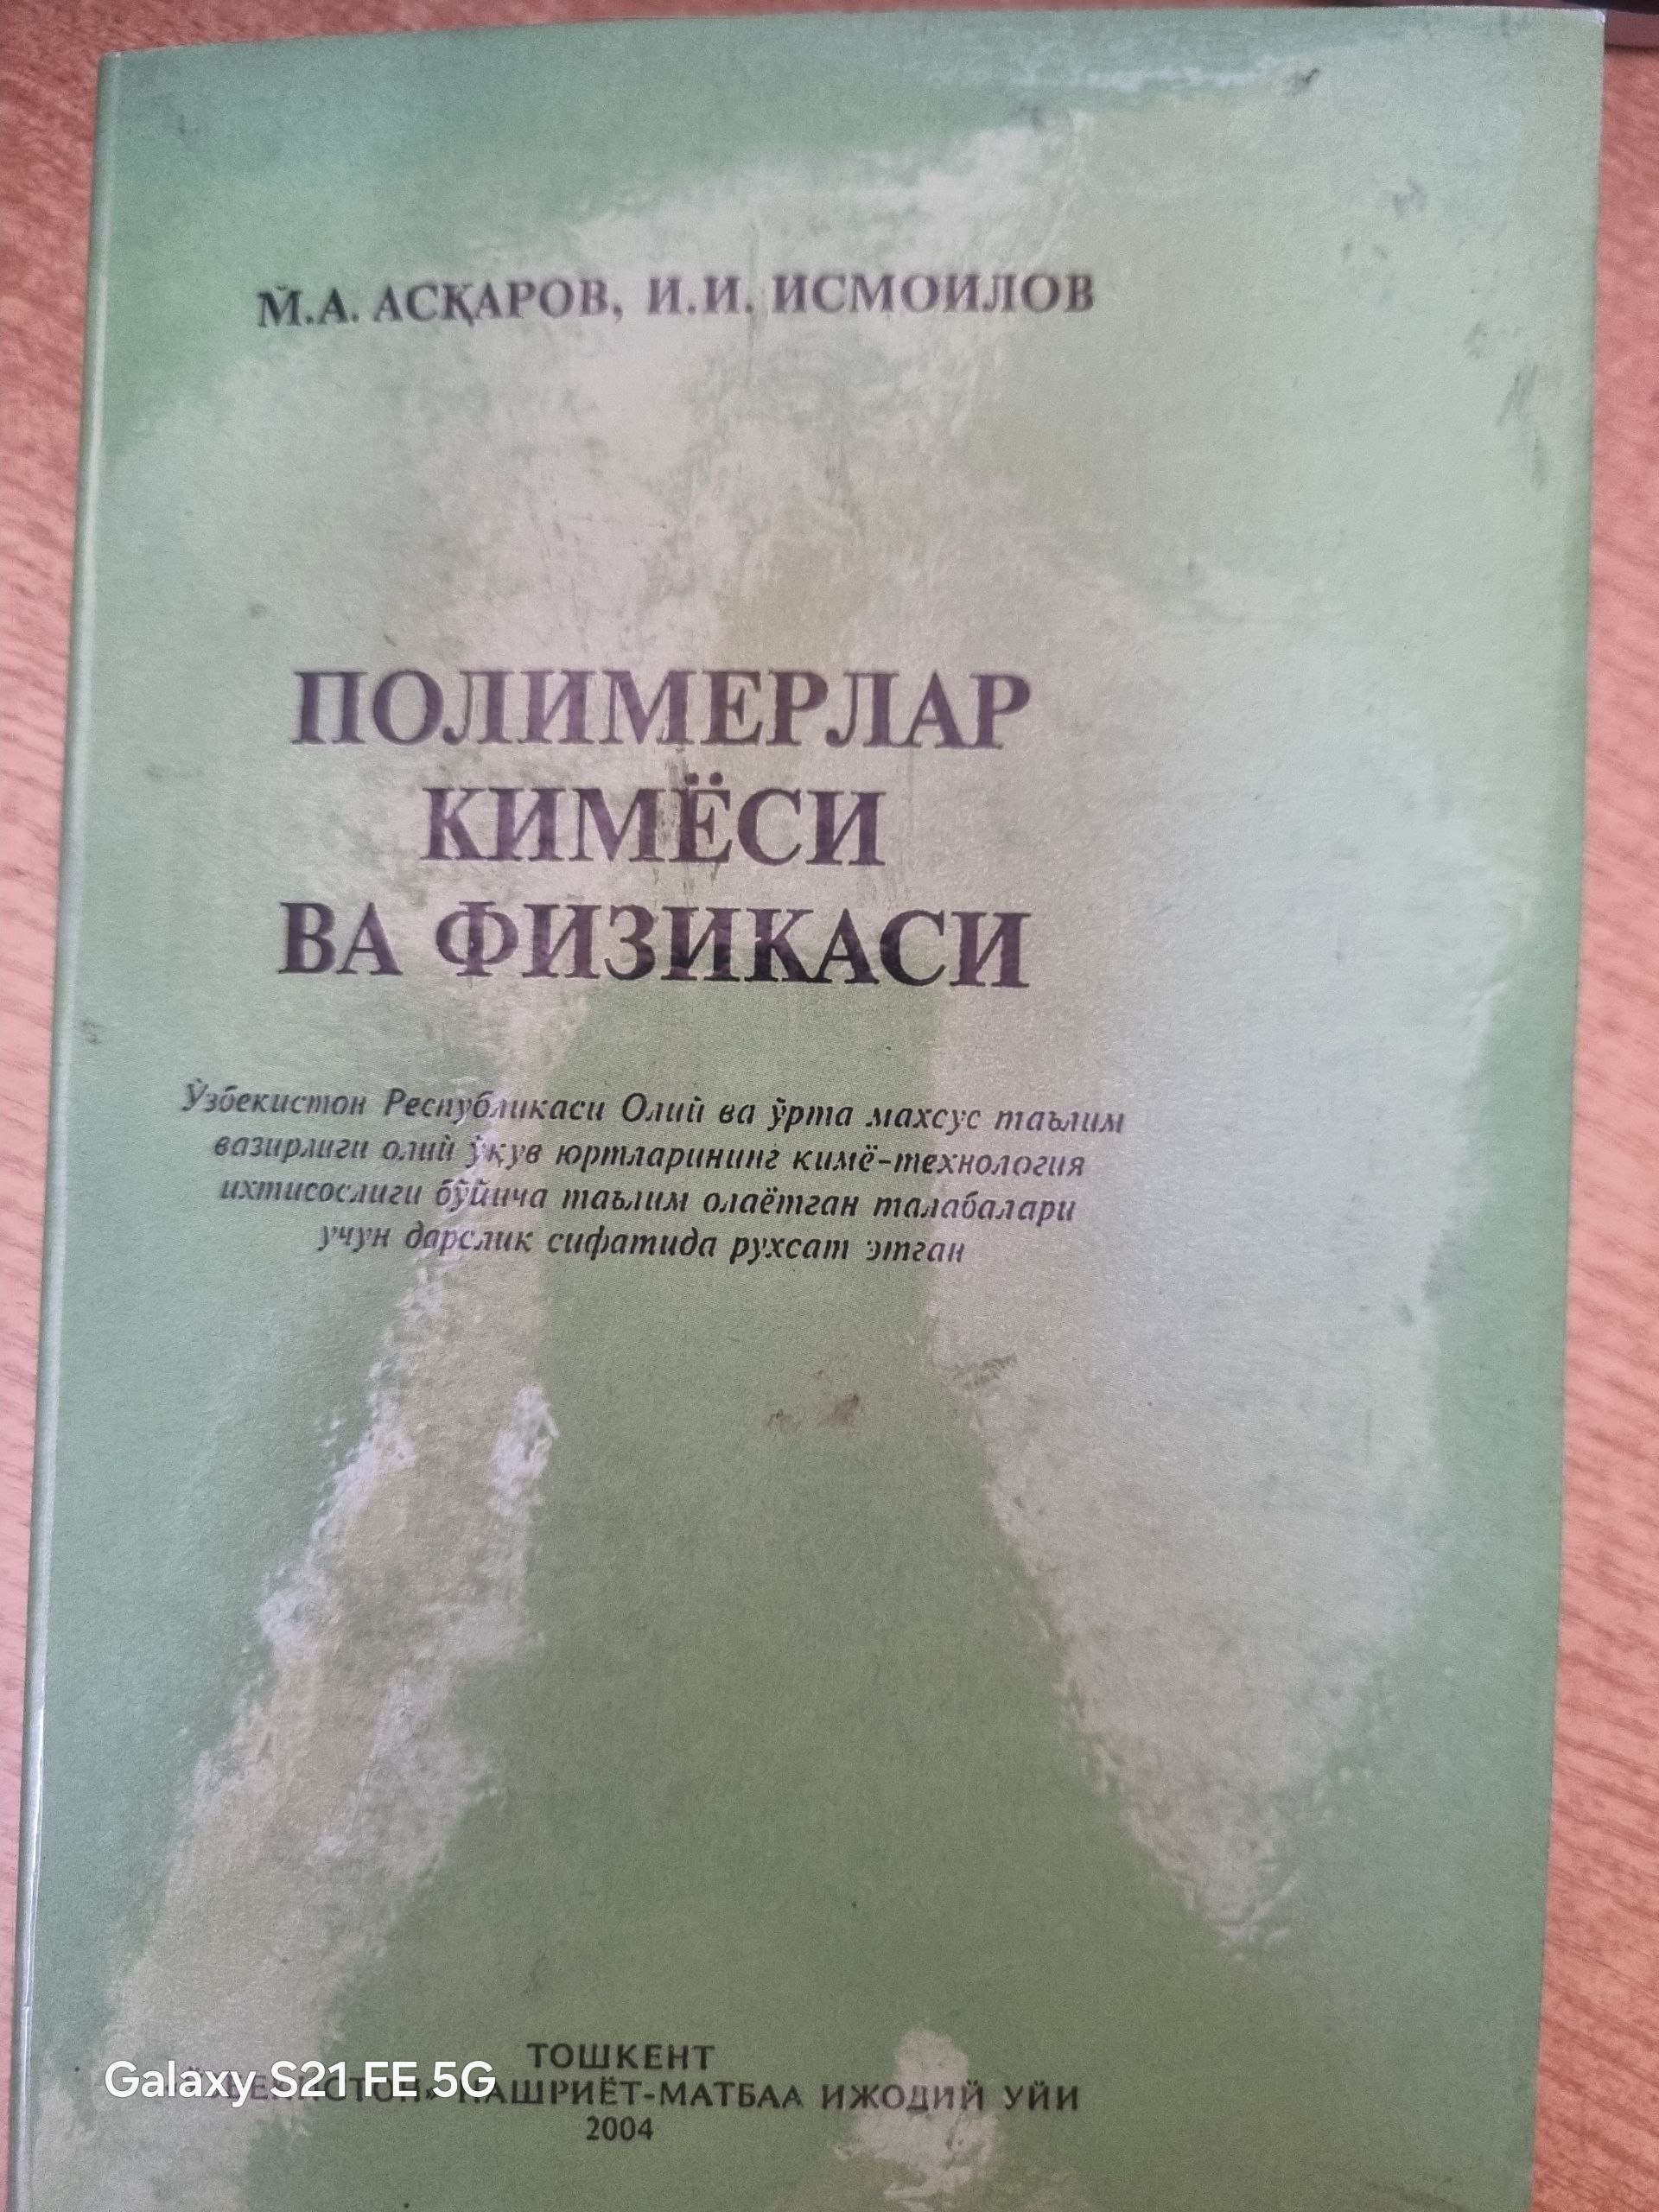 М.А. АСҚАРОВ, И.И. ИСМОИЛОВ
ПОЛИМЕРЛАР
КИМЁСИ
ВА ФИЗИКАСИ
Ўзбекистон Республикаси Олий ва ўрта махсус таълим
вазирлиги олий ўқув юртларининг кимё-технология
ихтисослиги бўйича таълим олаётган талабалари
учун дарслик сифатида рухсат этган
ТОШКЕНТ
НАШРИЁТ-МАТБАА ИЖОДИЙ УЙИ
2004
Galaxy S21 FE 5G